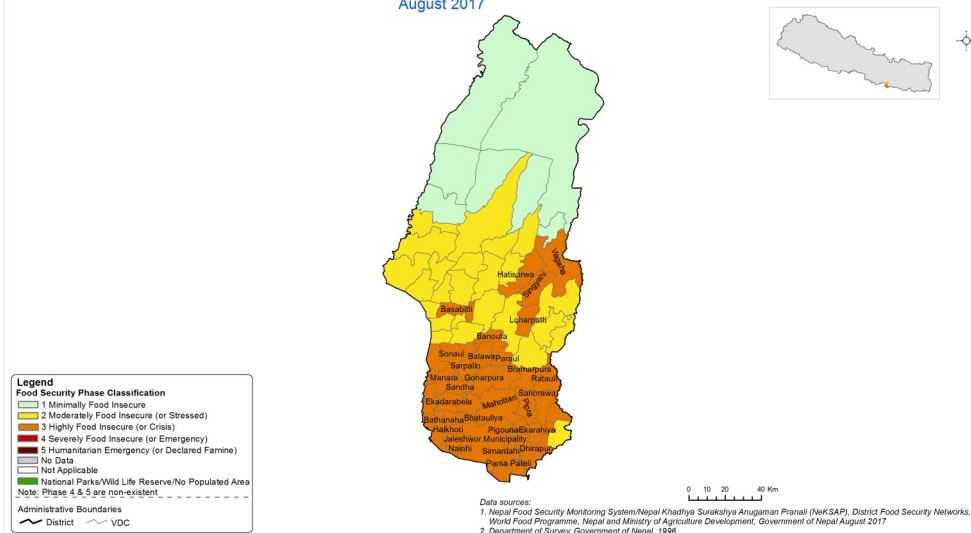 August 2017
Hatisarwa
Vagaha
Singyahi
Basabitti
Loharpatti
Banouta
Sonaul
Balawa
Paraul
Sarpallo
Bramarpura
Manara
Gonarpura
Ratauli
Sandha
Sahorawa
Ekadarabela
Mahottari
Pipra
Bathanaha
Bhatauliya
Halkhori
Pigouna
Ekarahiya
Jaleshwor Municipality
Nainhi
Simardahi
Dhirapur
Parsa Pateli
Legend
Food Security Phase Classification
1 Minimally Food Insecure
2 Moderately Food Insecure (or Stressed)
3 Highly Food Insecure (or Crisis)
4 Severely Food Insecure (or Emergency)
5 Humanitarian Emergency (or Declared Famine)
No Data
Not Applicable
National Parks/Wild Life Reserve/No Populated Area
Note: Phase 4 & 5 are non-existent
Administrative Boundaries
District VDC
0 10 20 40 Km
Data sources:
1. Nepal Food Security Monitoring System/Nepal Khadhya Surakshya Anugaman Pranali (NeKSAP), District Food Security Networks,
World Food Programme, Nepal and Ministry of Agriculture Development, Government of Nepal August 2017
2. Department of Survey, Government of Nepal, 1996